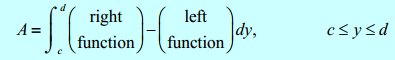 A = ∫_c^d ( right function ) − ( left function ) dy, c ≤ y ≤ d